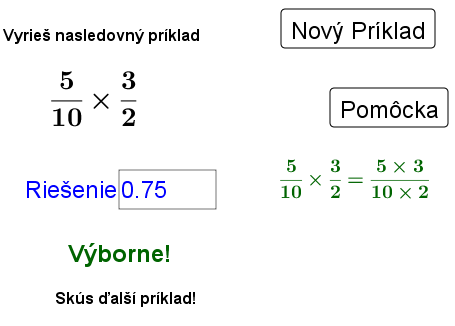 Vyrieš nasledovný príklad
Nový Príklad
5/10 × 3/2
Pomôcka
5/10 × 3/2 = 5 × 3/10 × 2
Riešenie 0.75
Výborne!
Skús ďalší príklad!